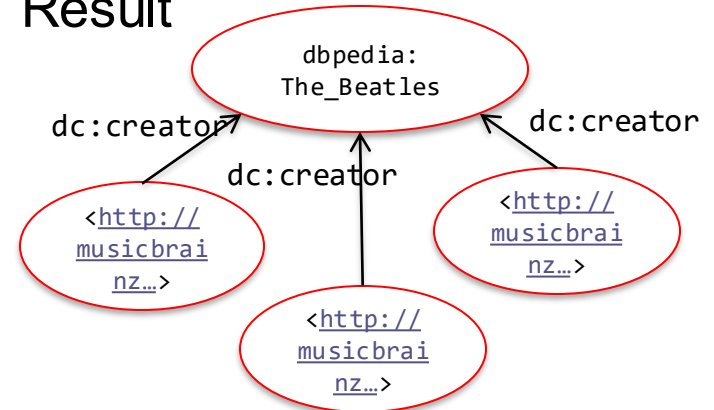 Result
dbpedia:
The_Beatles
dc:creator
dc:creator
dc:creator
<http://
musicbrai
nz…>
<http://
musicbrai
nz…>
<http://
musicbrai
nz…>